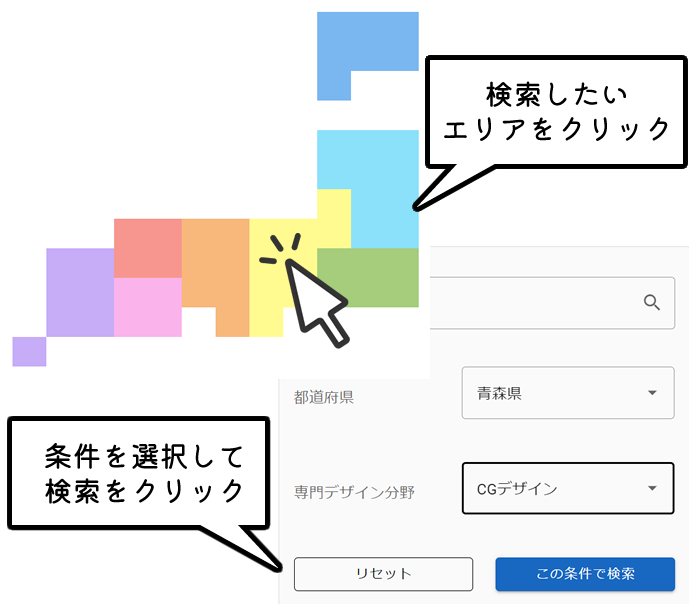 検索したい
エリアをクリック
都道府県
青森県
条件を選択して
検索をクリック
専門デザイン分野
CGデザイン
リセット
この条件で検索